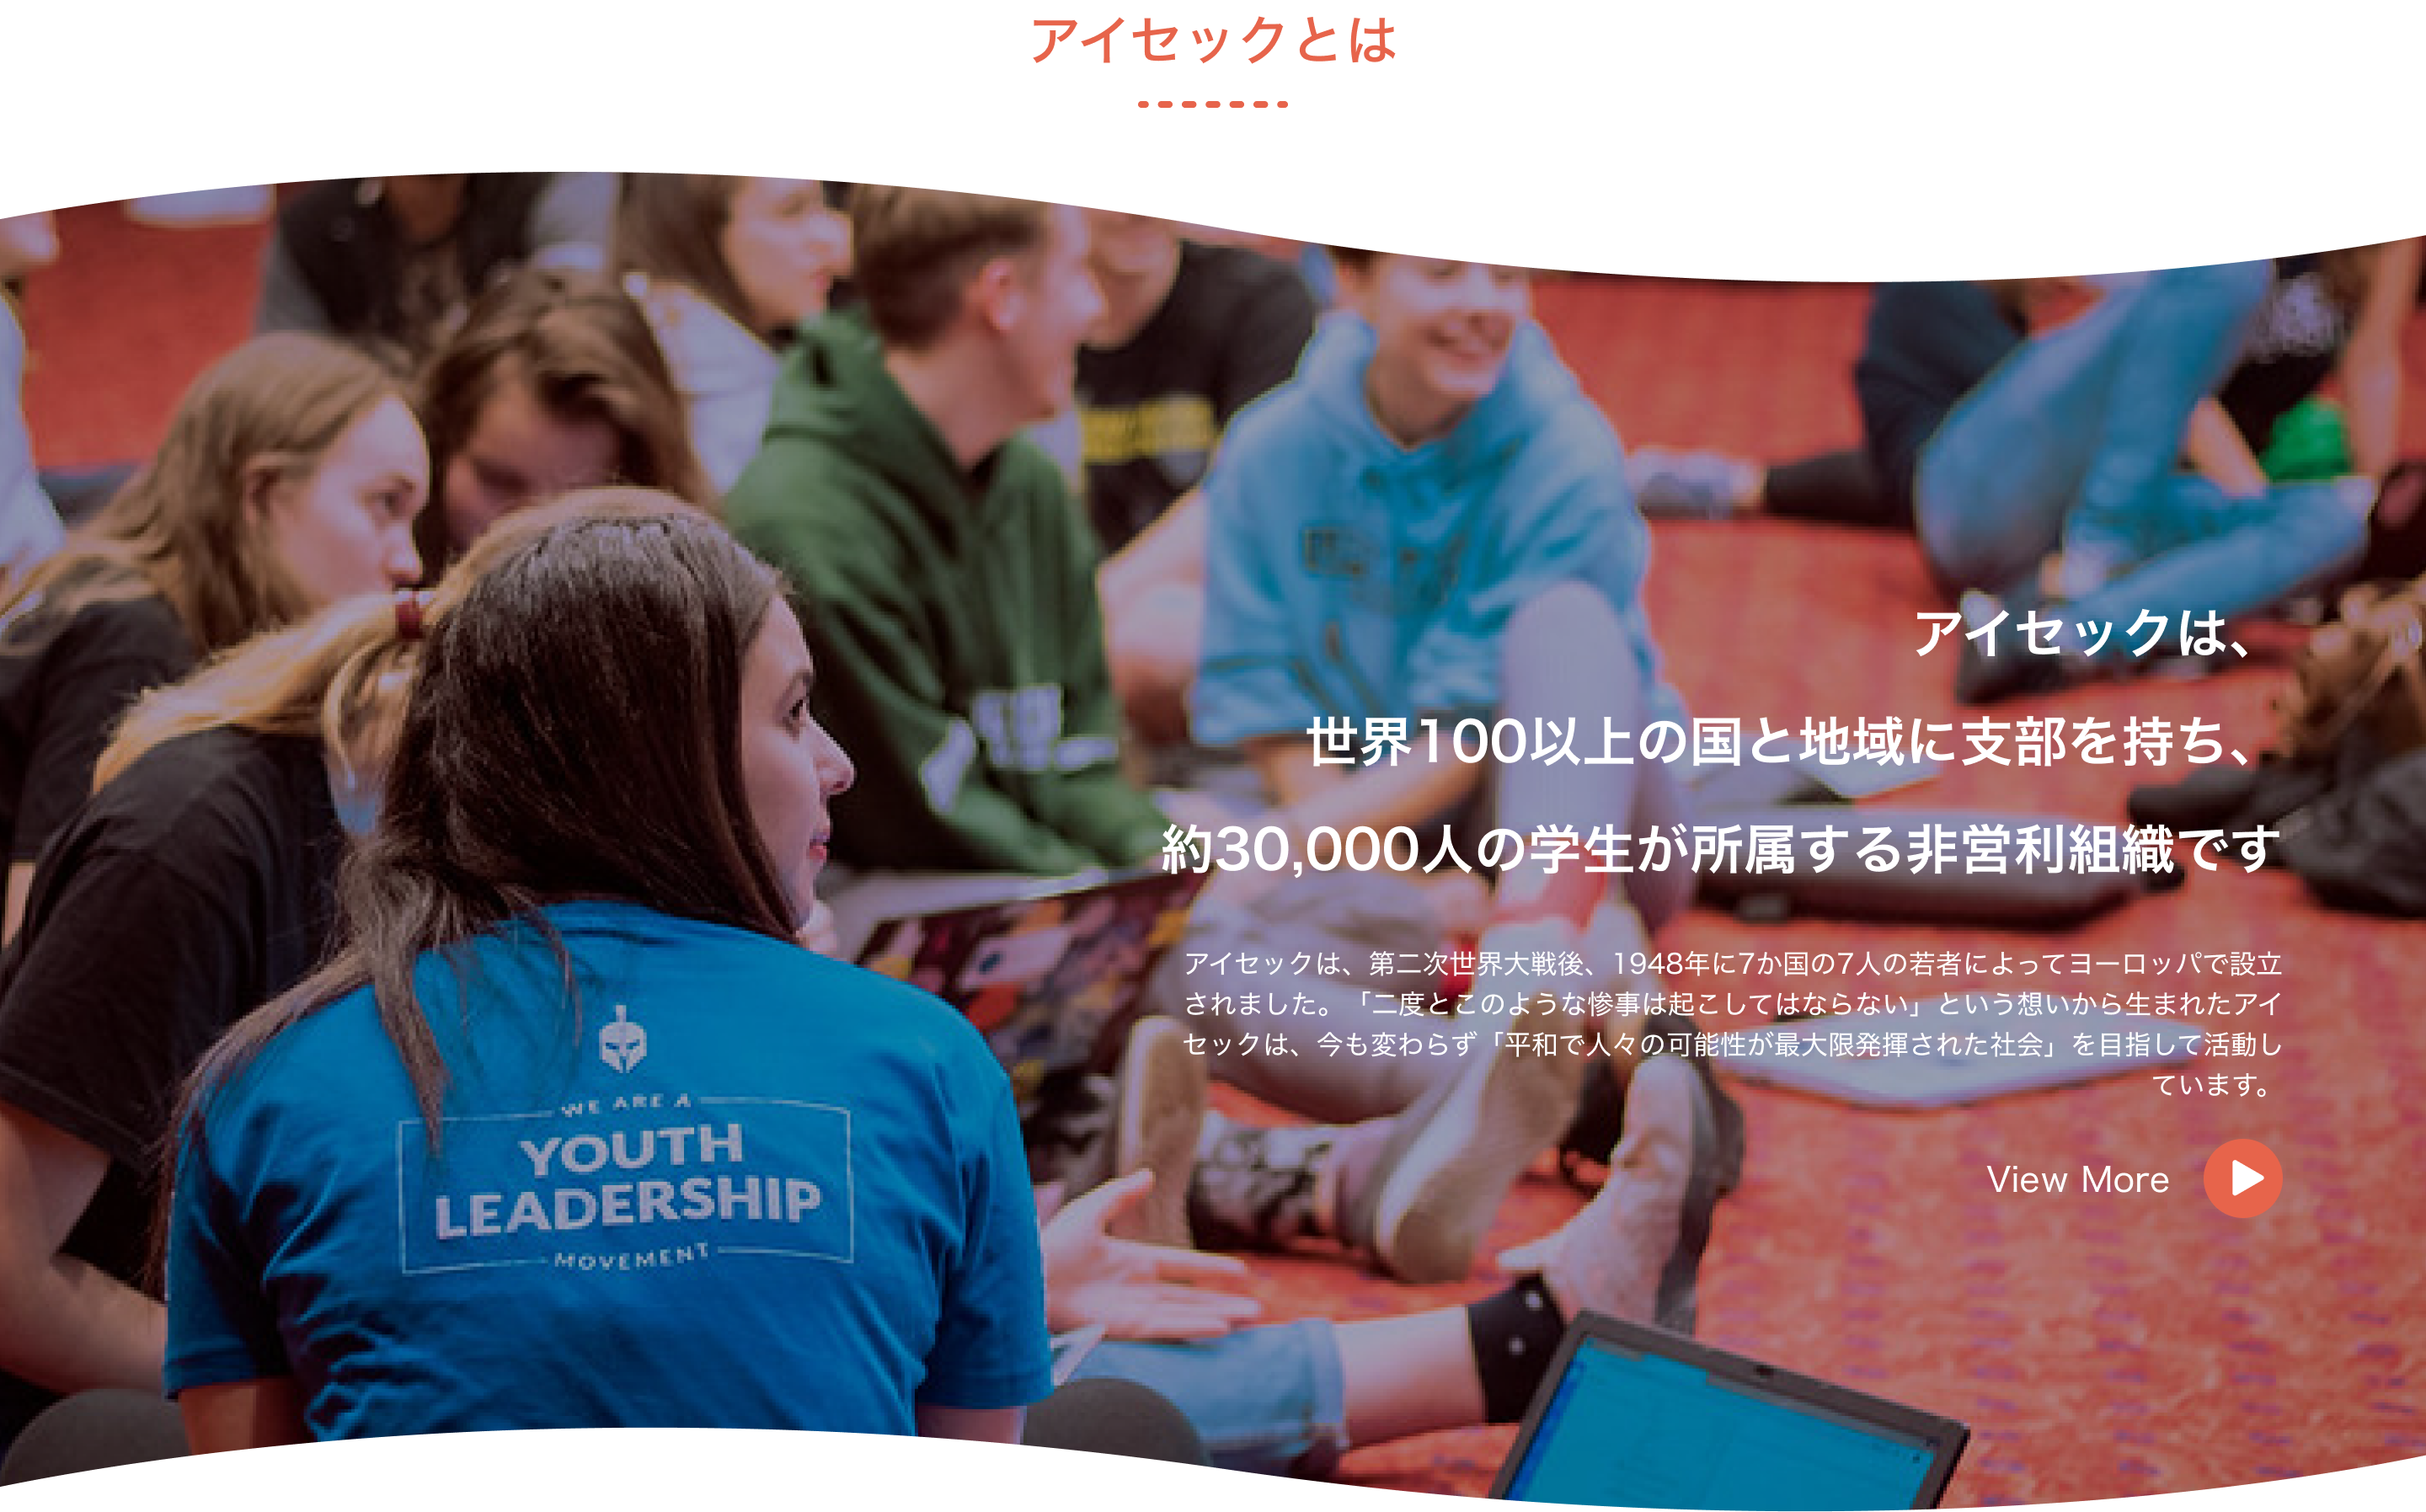 アイセックとは
アイセックは、
世界100以上の国と地域に支部を持ち、
約30,000人の学生が所属する非営利組織です
アイセックは、第二次世界大戦後、1948年に7か国の7人の若者によってヨーロッパで設立
されました。「二度とこのような惨事は起こしてはならない」という想いから生まれたアイ
セックは、今も変わらず「平和で人々の可能性が最大限発揮された社会」を目指して活動し
ています。
View More
WE ARE A
YOUTH
LEADERSHIP
MOVEMENT